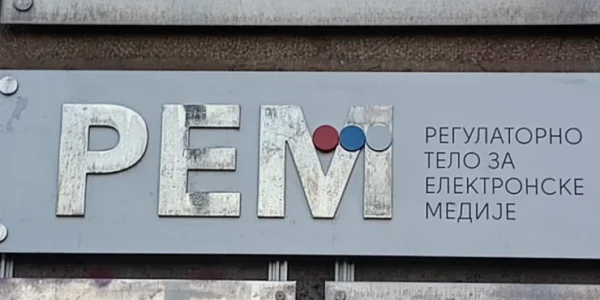 РЕМ
РЕГУЛАТОРНО
ТЕЛО ЗА
ЕЛЕКТРОНСКЕ
МЕДИЈЕ